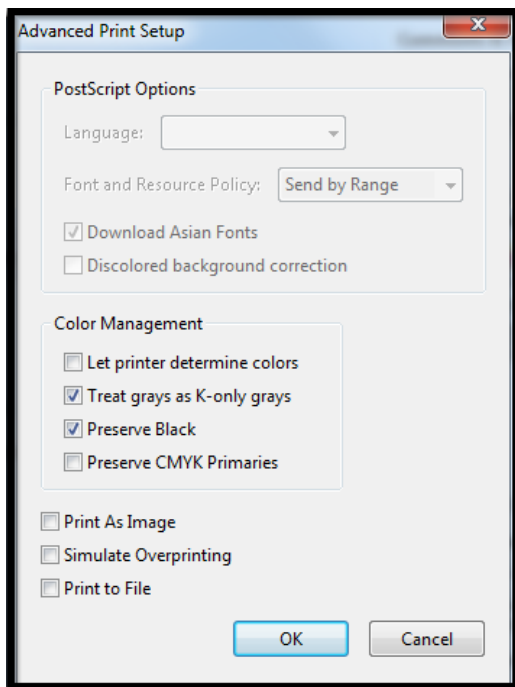 Advanced Print Setup
PostScript Options
Language:
Font and Resource Policy: Send by Range
Download Asian Fonts
Discolored background correction
Color Management
Let printer determine colors
Treat grays as K-only grays
Preserve Black
Preserve CMYK Primaries
Print As Image
Simulate Overprinting
Print to File
OK Cancel